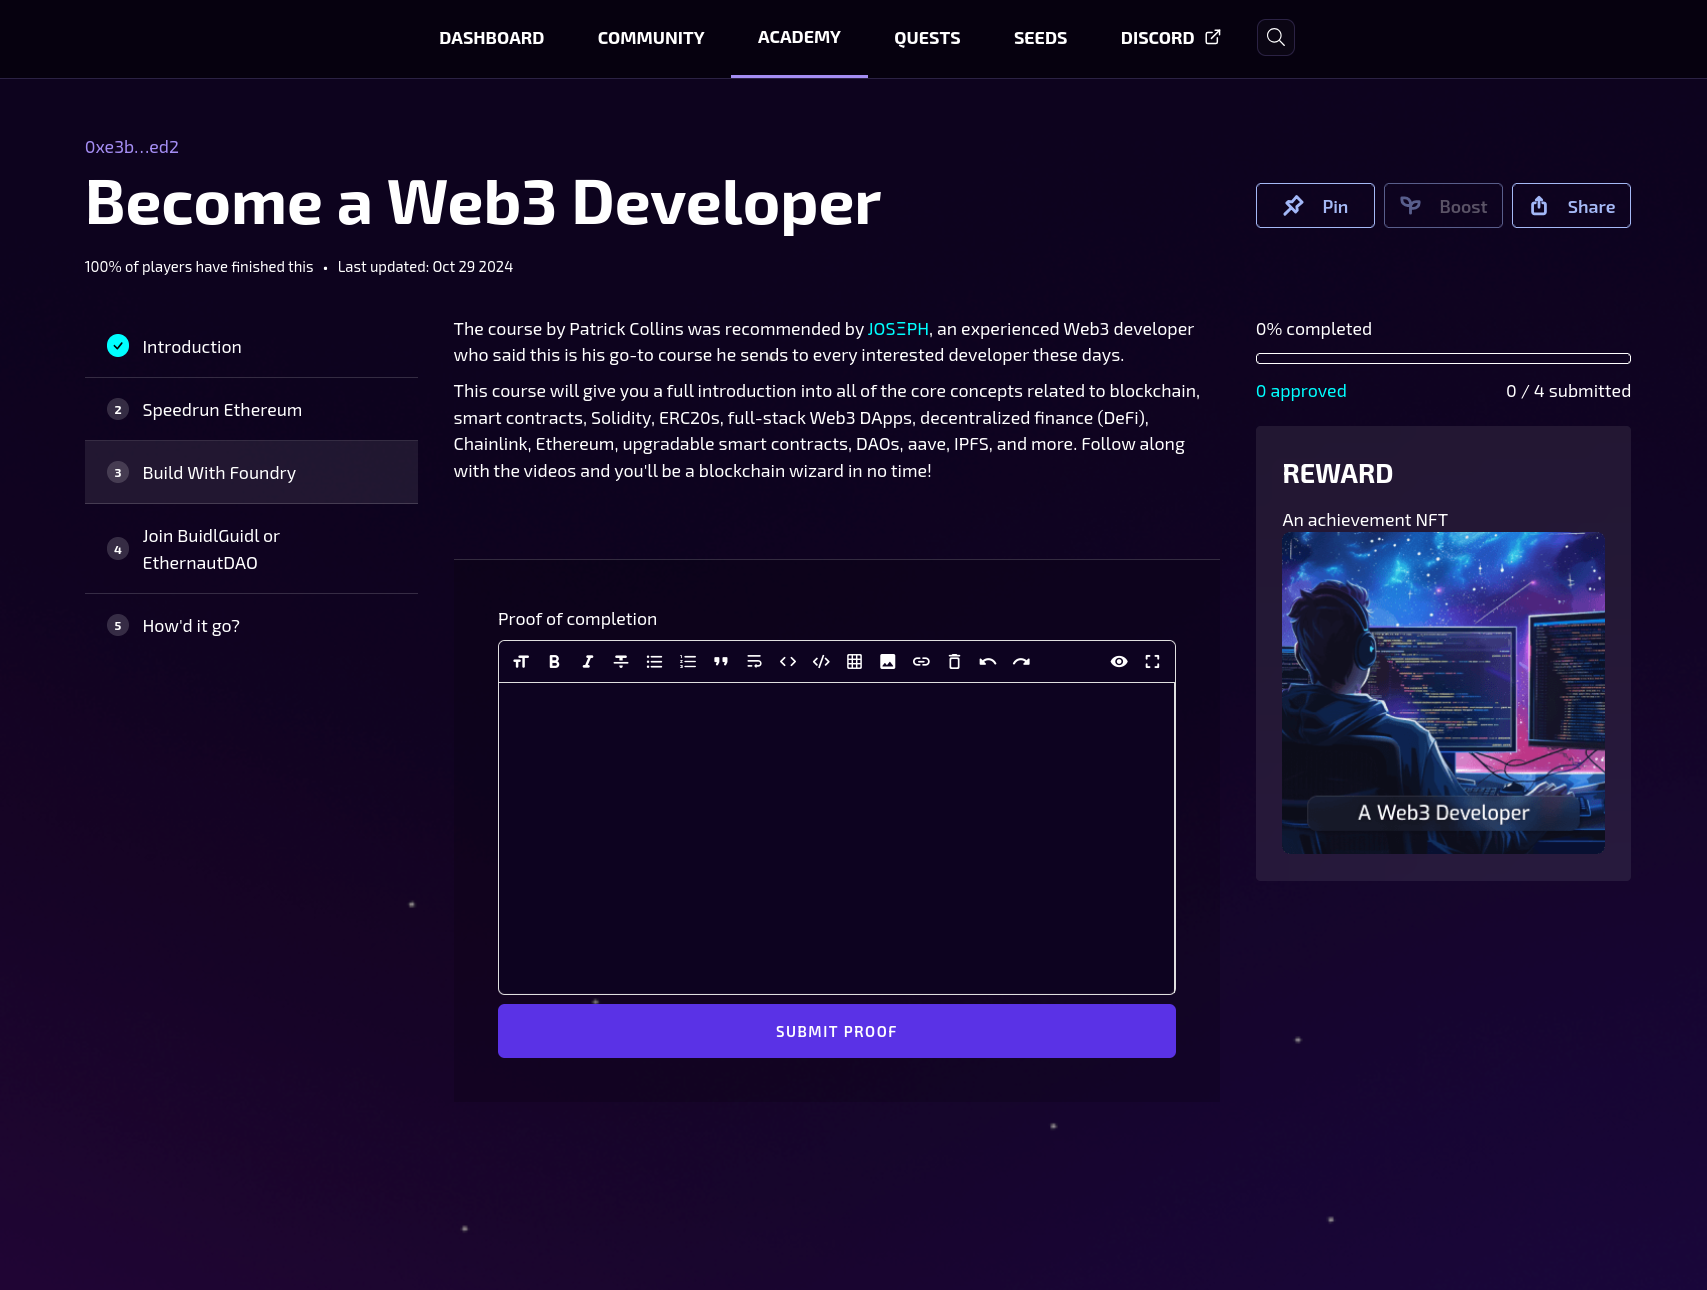 DASHBOARD COMMUNITY ACADEMY QUESTS SEEDS DISCORD
0xe3b...ed2
Become a Web3 Developer
Pin Boost Share
100% of players have finished this • Last updated: Oct 29 2024
Introduction
2 Speedrun Ethereum
3 Build With Foundry
4 Join BuidlGuidl or
EthernautDAO
5 How'd it go?
The course by Patrick Collins was recommended by JOSΞPH, an experienced Web3 developer
who said this is his go-to course he sends to every interested developer these days.
This course will give you a full introduction into all of the core concepts related to blockchain,
smart contracts, Solidity, ERC20s, full-stack Web3 DApps, decentralized finance (DeFi),
Chainlink, Ethereum, upgradable smart contracts, DAOs, aave, IPFS, and more. Follow along
with the videos and you'll be a blockchain wizard in no time!
Proof of completion
SUBMIT PROOF
0% completed
0 approved 0 / 4 submitted
REWARD
An achievement NFT
A Web3 Developer